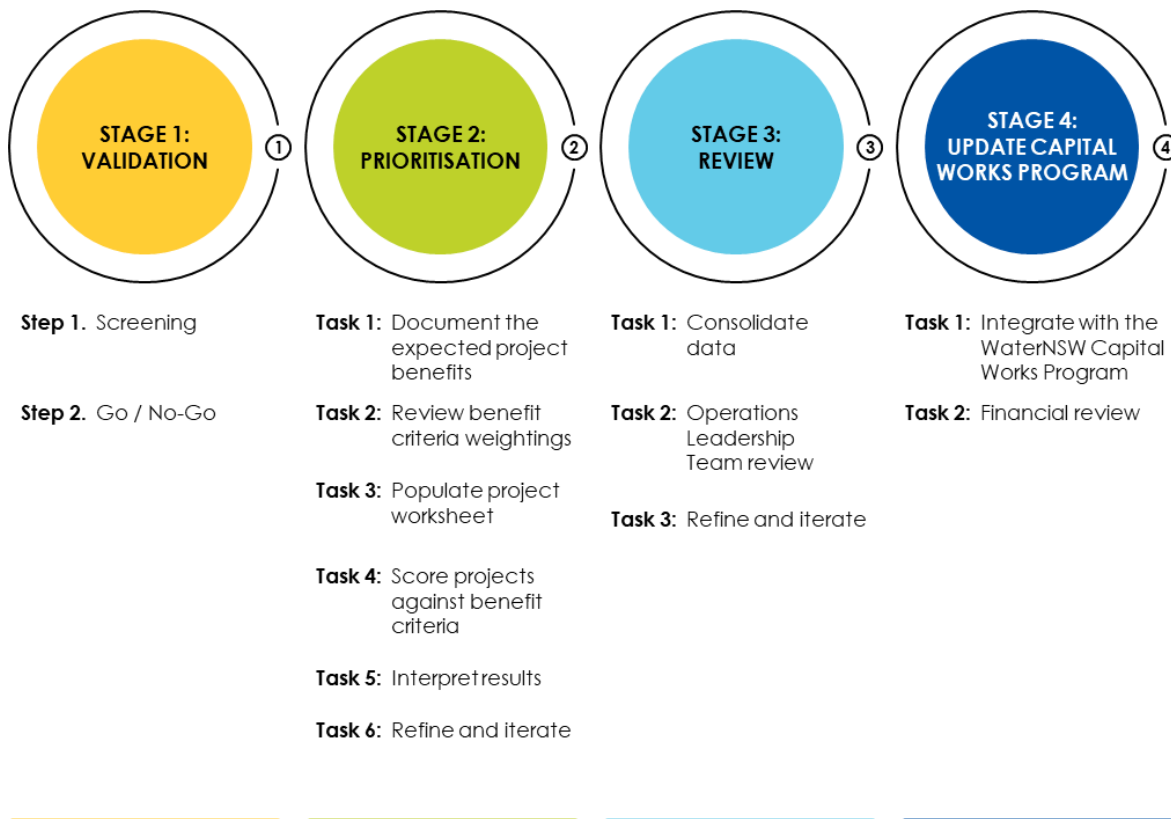 STAGE 1:
VALIDATION
1
STAGE 2:
PRIORITISATION
2
STAGE 3:
REVIEW
3
STAGE 4:
UPDATE CAPITAL
WORKS PROGRAM
4
Step 1. Screening
Step 2. Go / No-Go
Task 1: Document the
expected project
benefits
Task 2: Review benefit
criteria weightings
Task 3: Populate project
worksheet
Task 4: Score projects
against benefit
criteria
Task 5: Interpret results
Task 6: Refine and iterate
Task 1: Consolidate
data
Task 2: Operations
Leadership
Team review
Task 3: Refine and iterate
Task 1: Integrate with the
WaterNSW Capital
Works Program
Task 2: Financial review